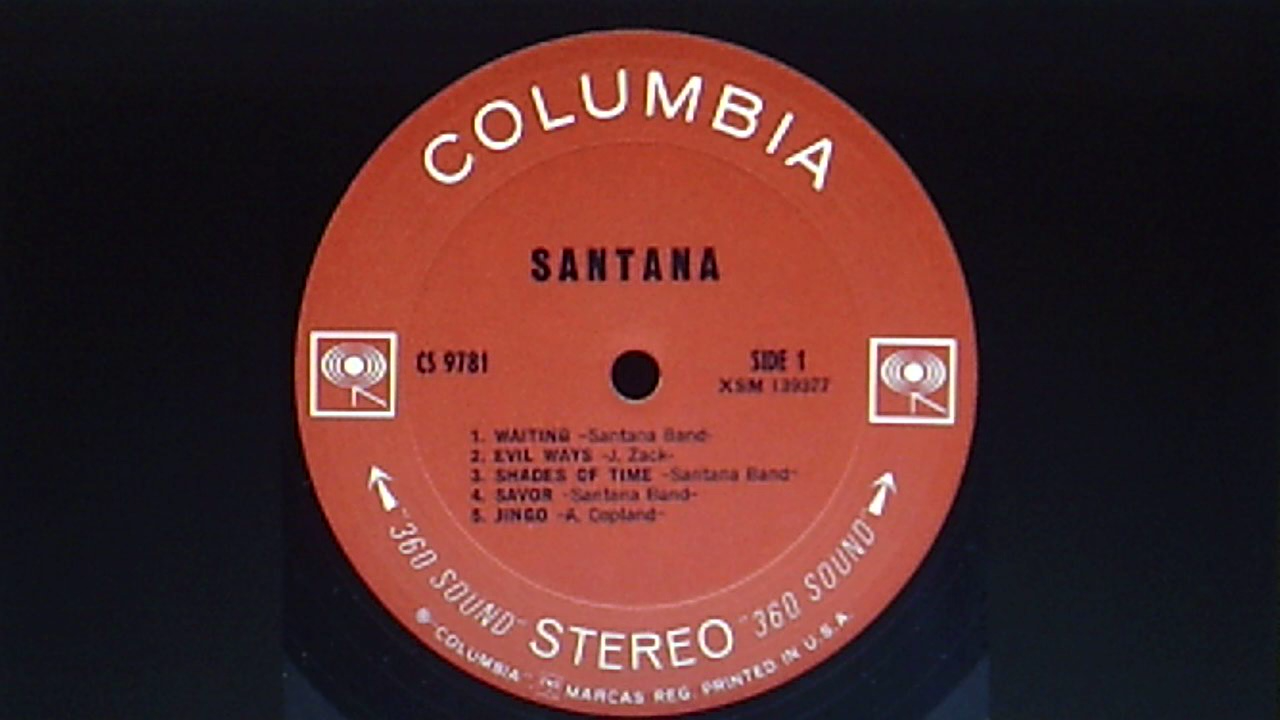 COLUMBIA
SANTANA
CS 9781
SIDE 1
XSM 139377
1. WAITING -Santana Band-
2. EVIL WAYS -J. Zack-
3. SHADES OF TIME -Santana Band-
4. SAVOR -Santana Band-
5. JINGO -A. Copland-
"360 SOUND" STEREO "360 SOUND"
"COLUMBIA" MARCAS REG. PRINTED IN U.S.A